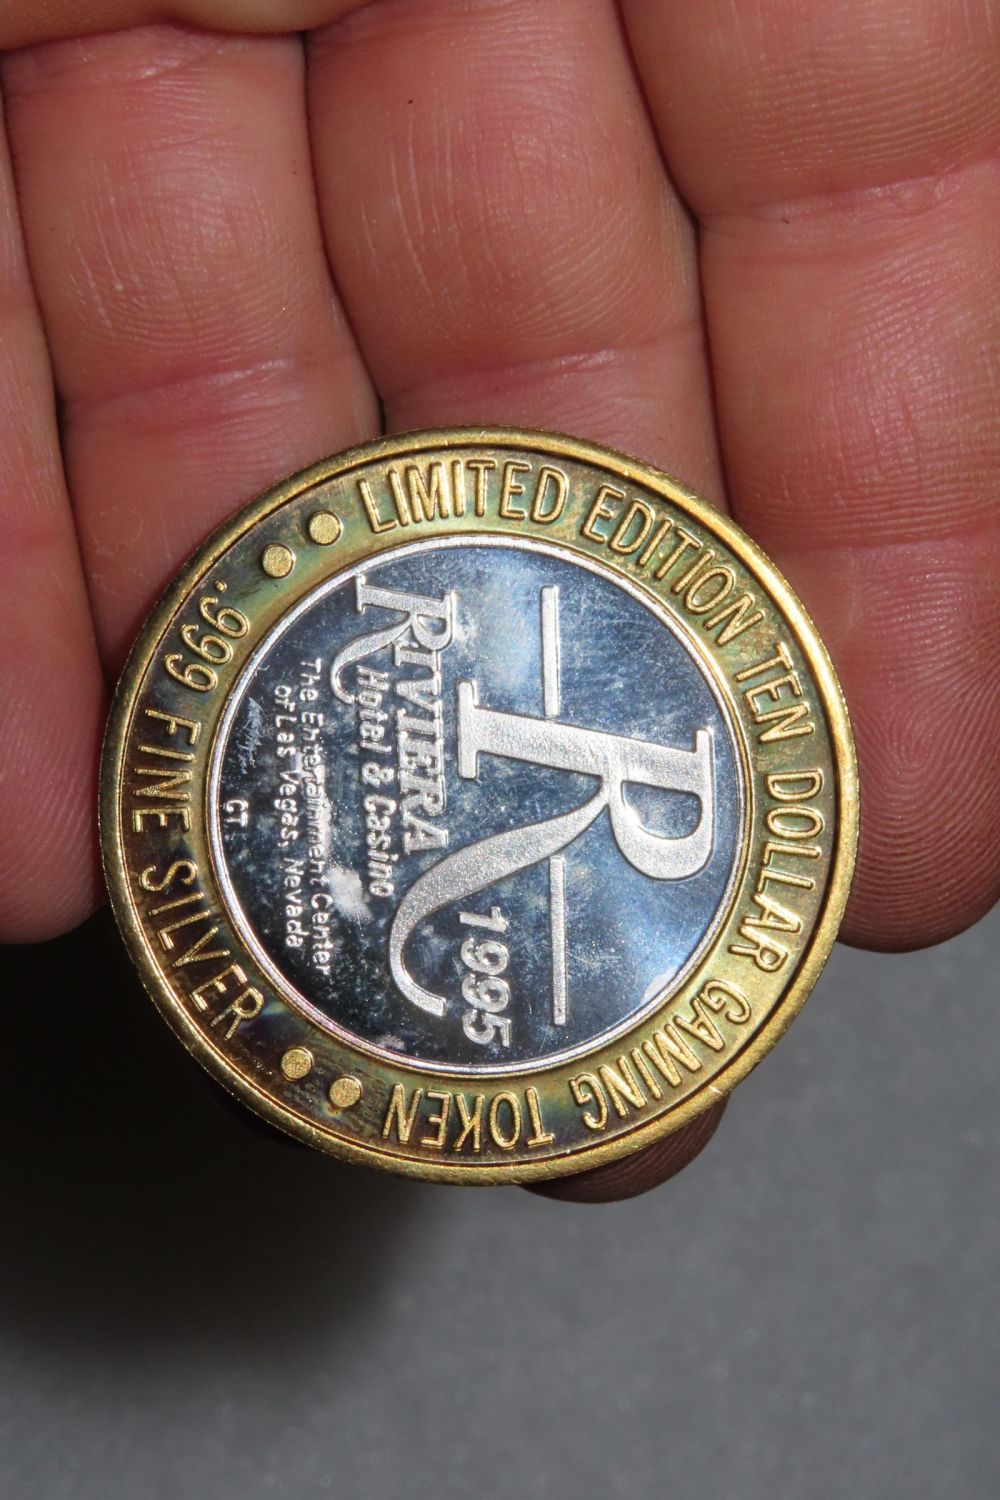 LIMITED EDITION TEN DOLLAR GAMING TOKEN
.999 FINE SILVER
R
1995
RIVIERA
Hotel & Casino
The Entertainment Center
of Las Vegas, Nevada
CT